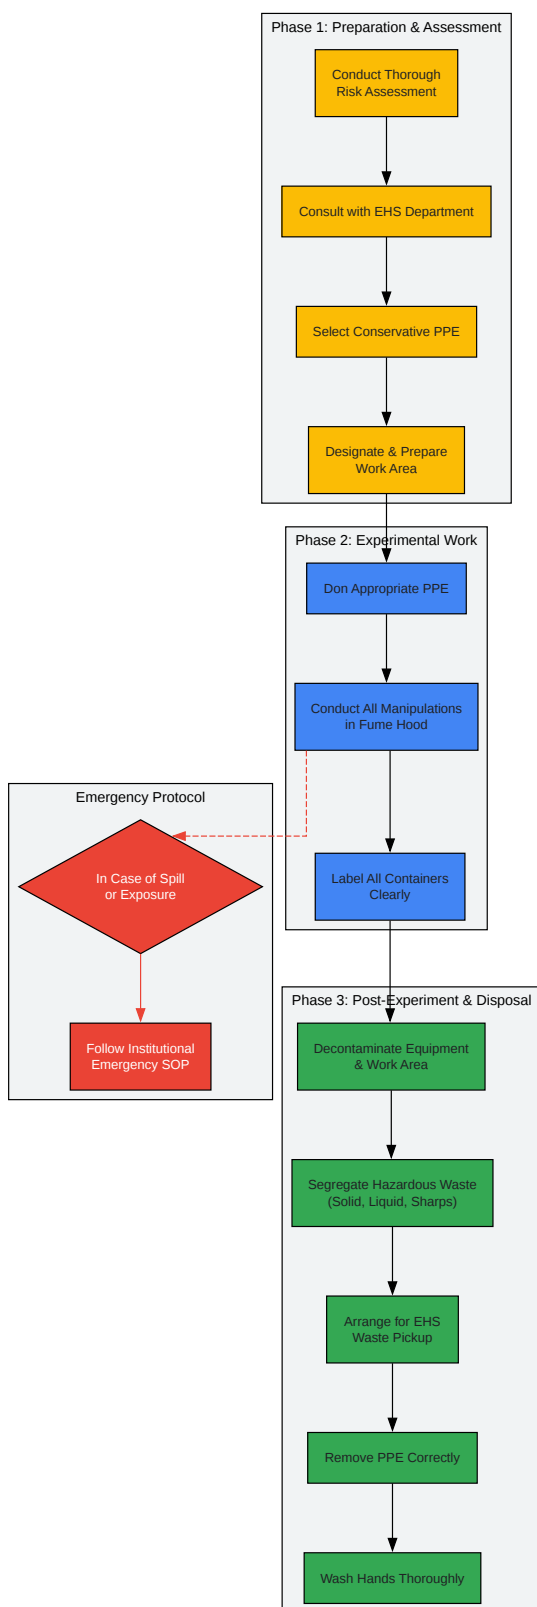 Phase 1: Preparation & Assessment
Conduct Thorough
Risk Assessment
Consult with EHS Department
Select Conservative PPE
Designate & Prepare
Work Area
Phase 2: Experimental Work
Don Appropriate PPE
Conduct All Manipulations
in Fume Hood
Emergency Protocol
In Case of Spill
or Exposure
Label All Containers
Clearly
Follow Institutional
Emergency SOP
Phase 3: Post-Experiment & Disposal
Decontaminate Equipment
& Work Area
Segregate Hazardous Waste
(Solid, Liquid, Sharps)
Arrange for EHS
Waste Pickup
Remove PPE Correctly
Wash Hands Thoroughly